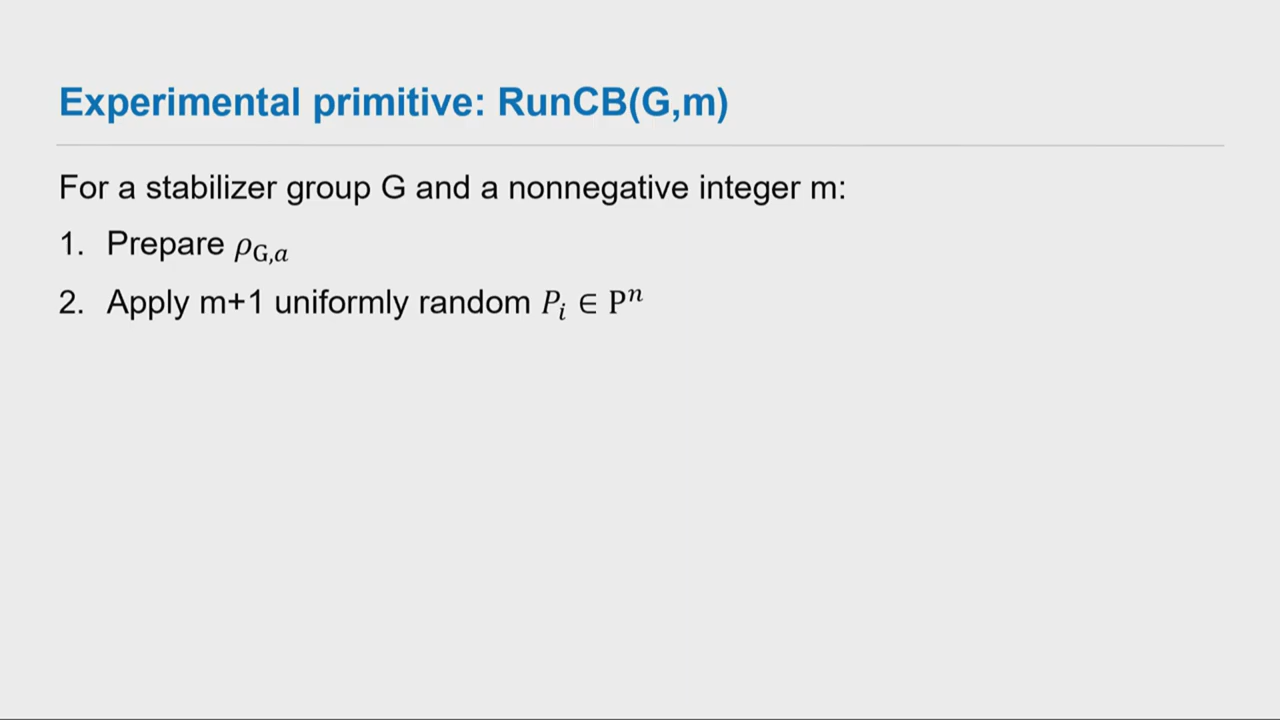 Experimental primitive: RunCB(G,m)
For a stabilizer group G and a nonnegative integer m:
1. Prepare 𝜌G,𝑎
2. Apply m+1 uniformly random 𝑃𝑖 ∈ P𝑛